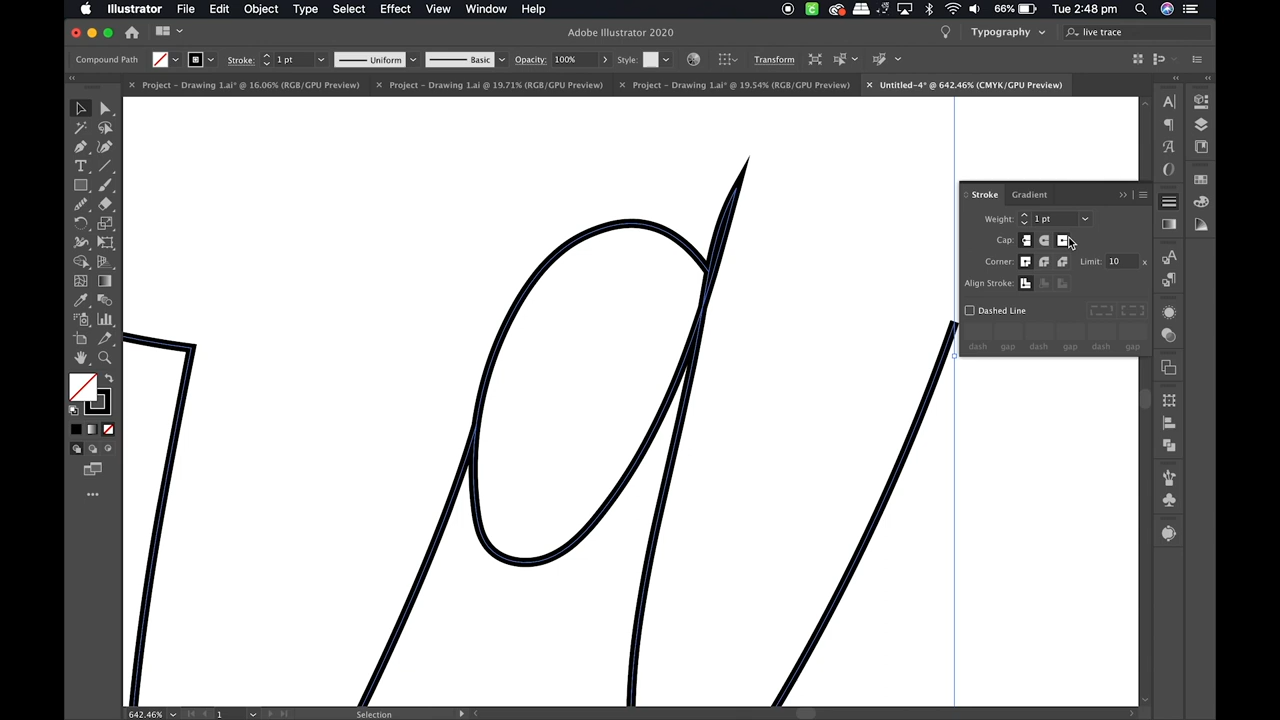 Illustrator File Edit Object Type Select Effect View Window Help 66% Tue 2:48 pm
Adobe Illustrator 2020 Typography live trace
Compound Path Stroke: 1 pt Uniform Basic Opacity: 100% Style: Transform
Project - Drawing 1.ai* @ 16.06% (RGB/GPU Preview) Project - Drawing 1.ai @ 19.71% (RGB/GPU Preview) Project - Drawing 1.ai* @ 19.54% (RGB/GPU Preview) Untitled-4* @ 642.46% (CMYK/GPU Preview)
Stroke Gradient
Weight: 1 pt
Cap:
Corner: Limit: 10 x
Align Stroke:
Dashed Line
dash gap dash gap dash gap
642.46% 1 Selection